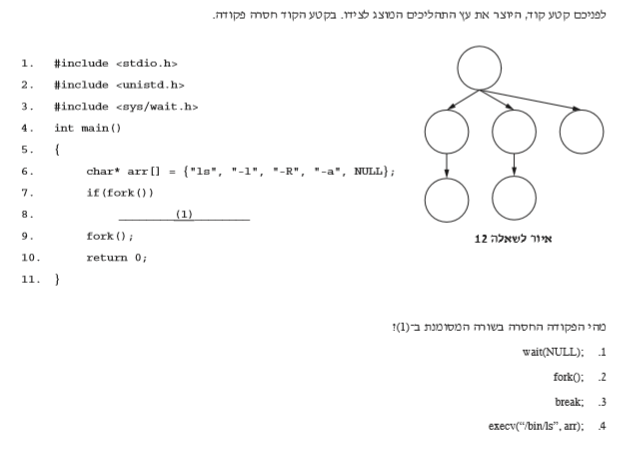 לפניכם קטע קוד, היוצר את עץ התהליכים המוצג לצידו. בקטע הקוד חסרה פקודה.
1. #include <stdio.h>
2. #include <unistd.h>
3. #include <sys/wait.h>
4. int main()
5. {
6. char* arr[] = {"ls", "-l", "-R", "-a", NULL};
7. if(fork())
8. (1)
9. fork();
10. return 0;
11. }
איור לשאלה 12
מהי הפקודה החסרה בשורה המסומנת ב־(1)?
.1 wait(NULL);
.2 fork();
.3 break;
.4 execv("/bin/ls", arr);